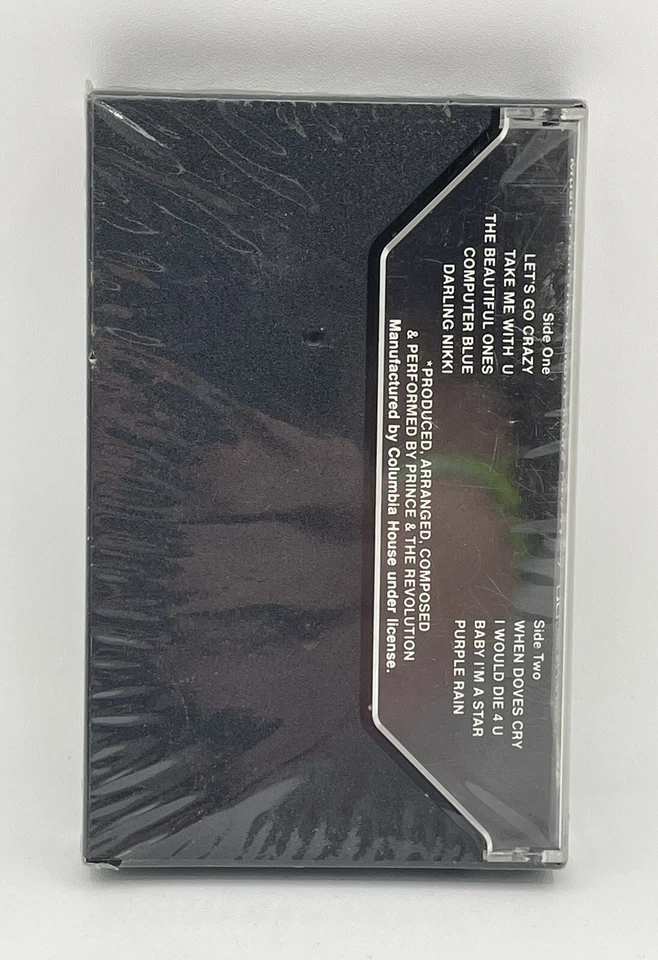 Side One
LET'S GO CRAZY
TAKE ME WITH U
THE BEAUTIFUL ONES
COMPUTER BLUE
DARLING NIKKI
Side Two
WHEN DOVES CRY
I WOULD DIE 4 U
BABY I'M A STAR
PURPLE RAIN
*PRODUCED, ARRANGED, COMPOSED
& PERFORMED BY PRINCE & THE REVOLUTION
Manufactured by Columbia House under license.